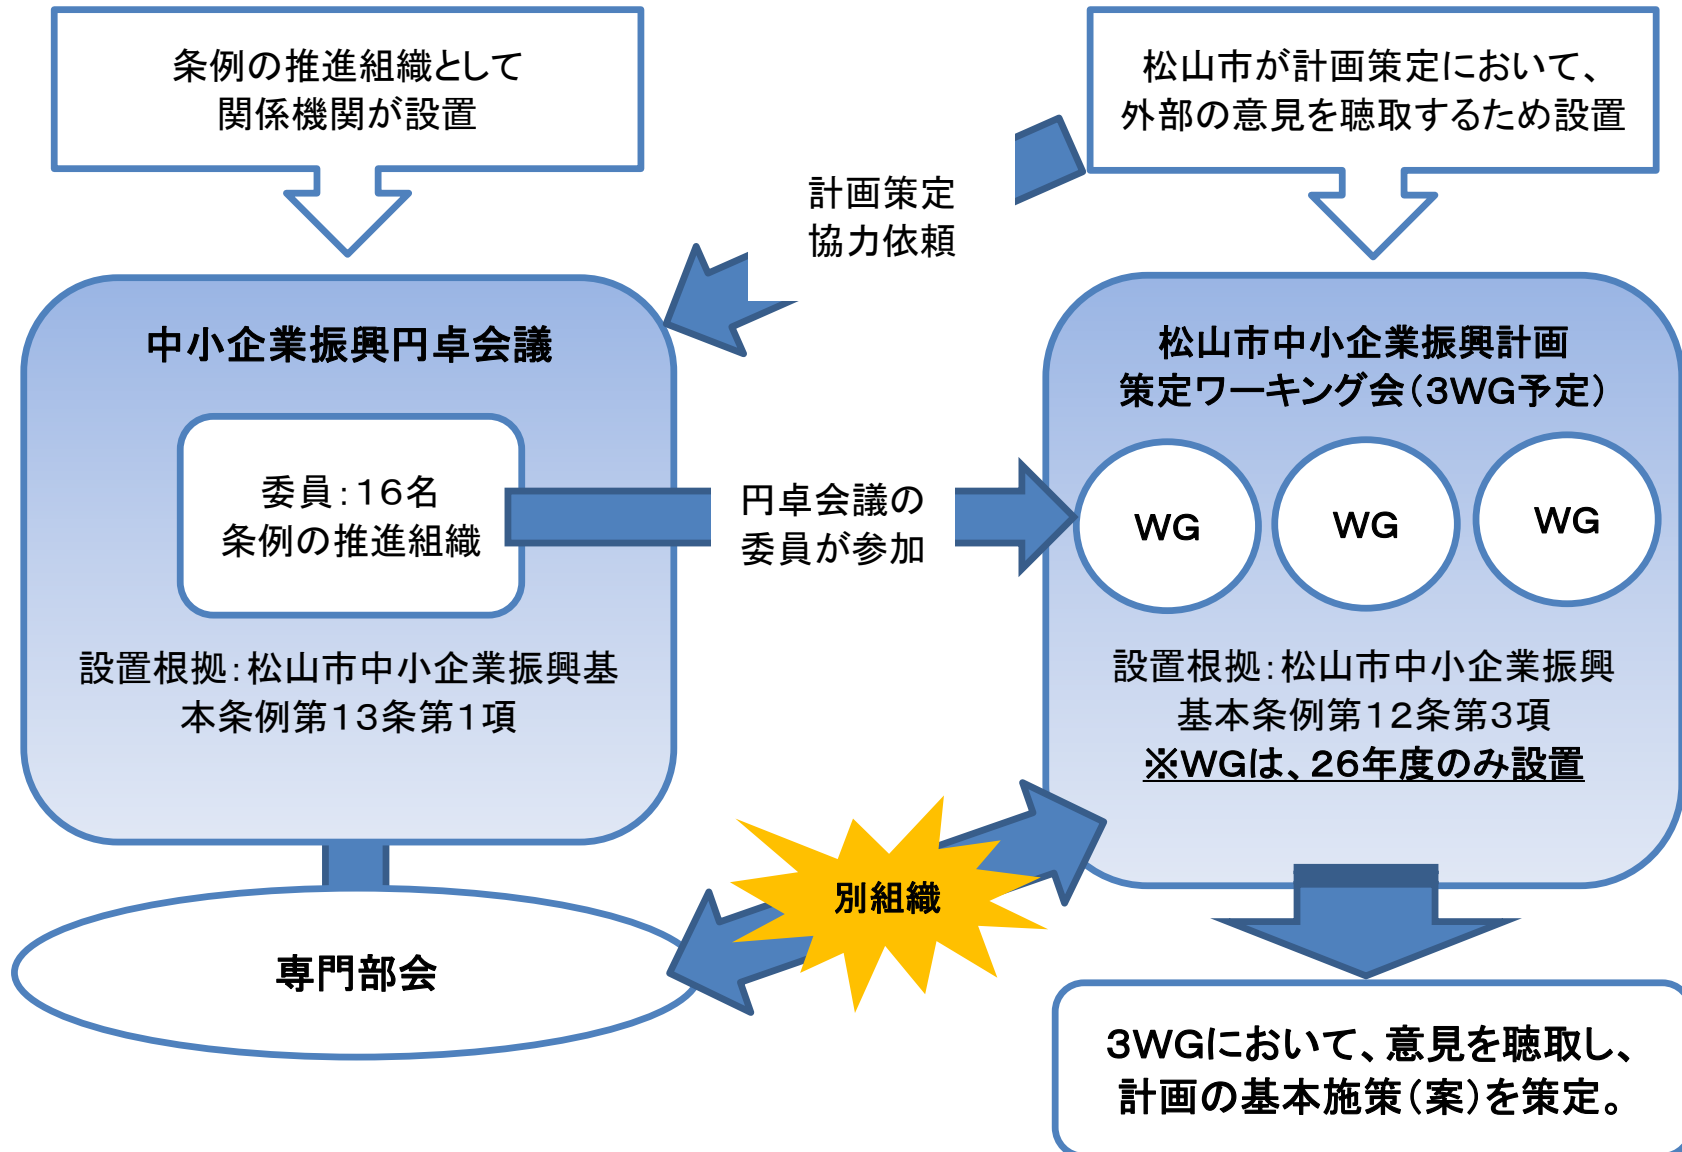 条例の推進組織として
関係機関が設置
松山市が計画策定において、
外部の意見を聴取するため設置
計画策定
協力依頼
中小企業振興円卓会議
委員：１６名
条例の推進組織
設置根拠：松山市中小企業振興基
本条例第１３条第１項
円卓会議の
委員が参加
松山市中小企業振興計画
策定ワーキング会（３ＷＧ予定）
ＷＧ
ＷＧ
ＷＧ
設置根拠：松山市中小企業振興
基本条例第１２条第３項
※ＷＧは、２６年度のみ設置
別組織
専門部会
３ＷＧにおいて、意見を聴取し、
計画の基本施策（案）を策定。